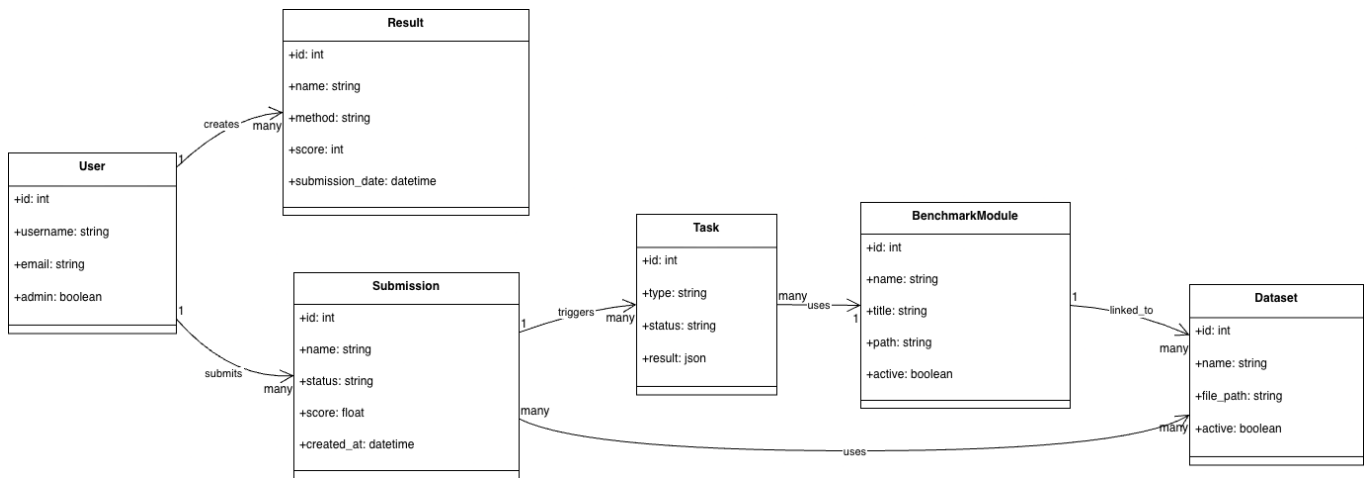 Result
+id: int
+name: string
+method: string
+score: int
+submission_date: datetime
creates
many
1
User
+id: int
+username: string
+email: string
+admin: boolean
1
submits
many
Submission
+id: int
+name: string
+status: string
+score: float
+created_at: datetime
1
triggers
many
Task
+id: int
+type: string
+status: string
+result: json
many
uses
1
BenchmarkModule
+id: int
+name: string
+title: string
+path: string
+active: boolean
1
linked_to
many
Dataset
+id: int
+name: string
+file_path: string
+active: boolean
many
uses
many